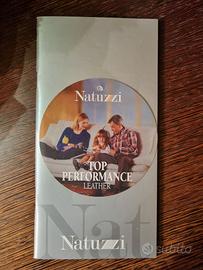 Natuzzi
TOP
PERFORMANCE
LEATHER
Nat
Natuzzi
subito